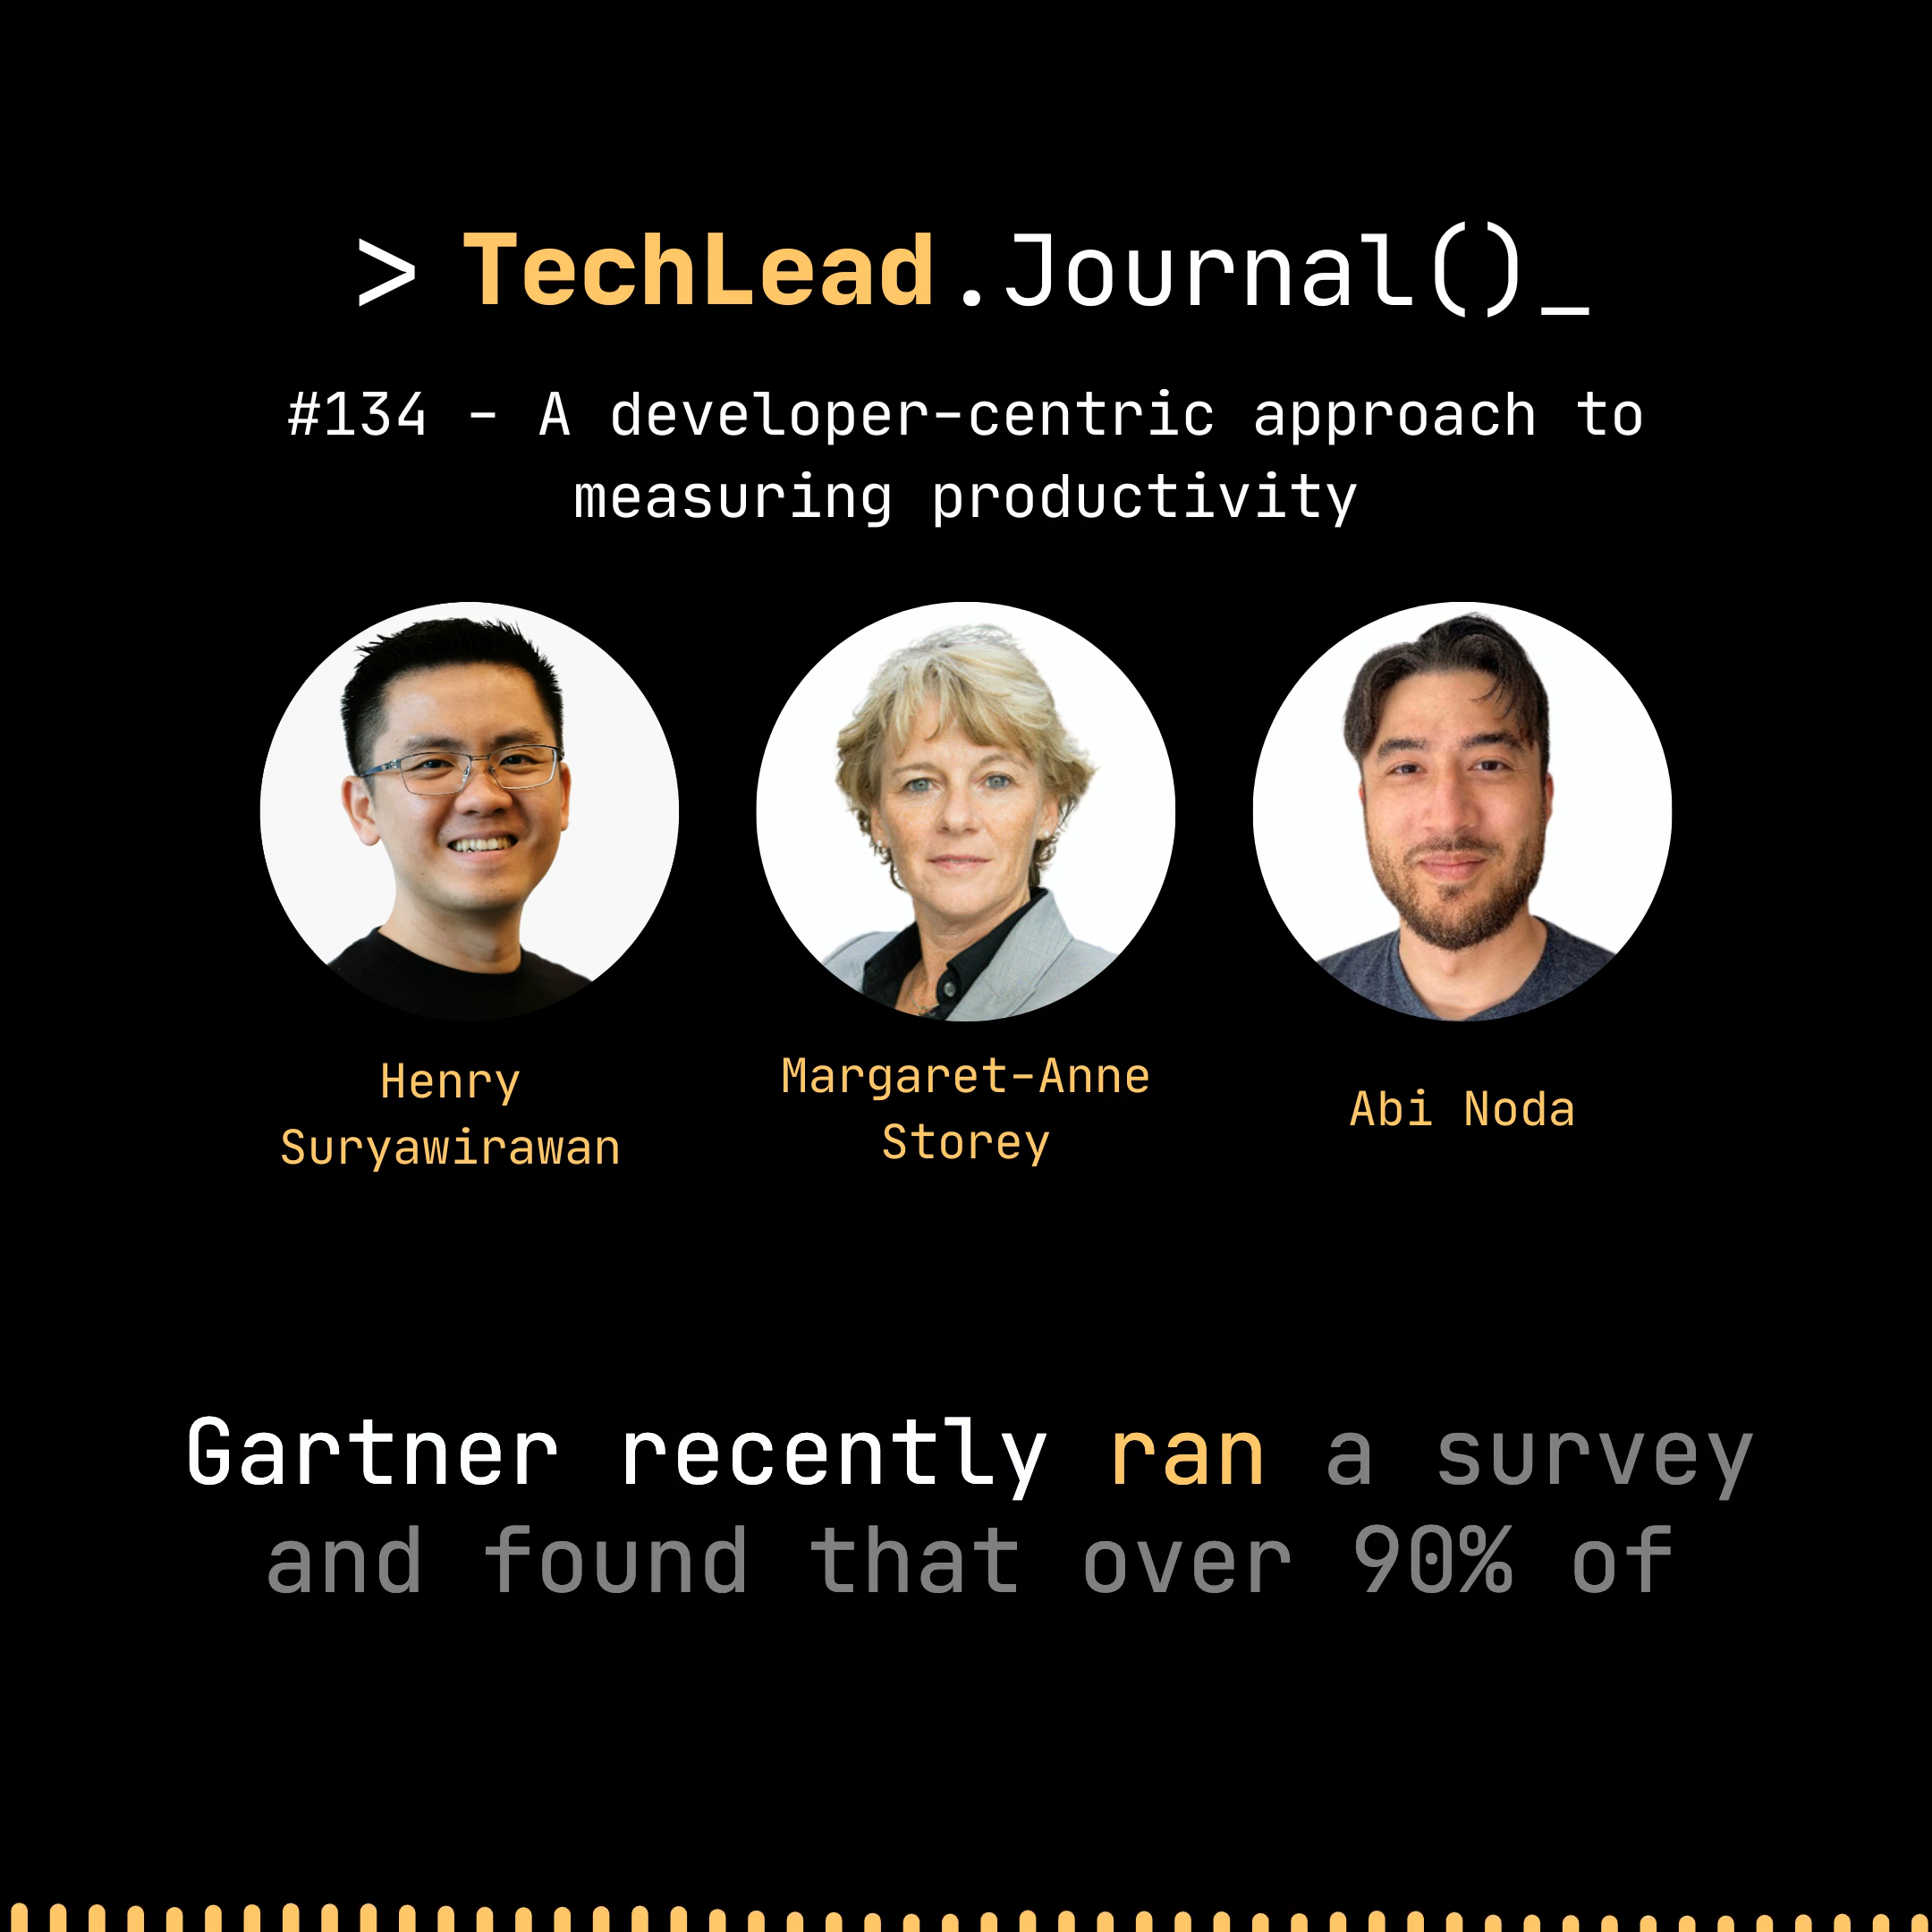 > TechLead.Journal()_
#134 - A developer-centric approach to
measuring productivity
Henry
Suryawirawan
Margaret-Anne
Storey
Abi Noda
Gartner recently ran a survey
and found that over 90% of